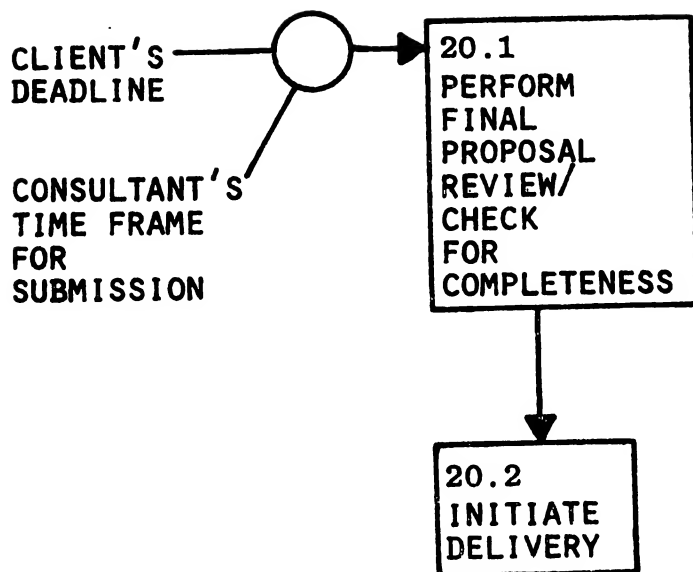 CLIENT'S
DEADLINE
CONSULTANT'S
TIME FRAME
FOR
SUBMISSION
20.1
PERFORM
FINAL
PROPOSAL
REVIEW/
CHECK
FOR
COMPLETENESS
20.2
INITIATE
DELIVERY